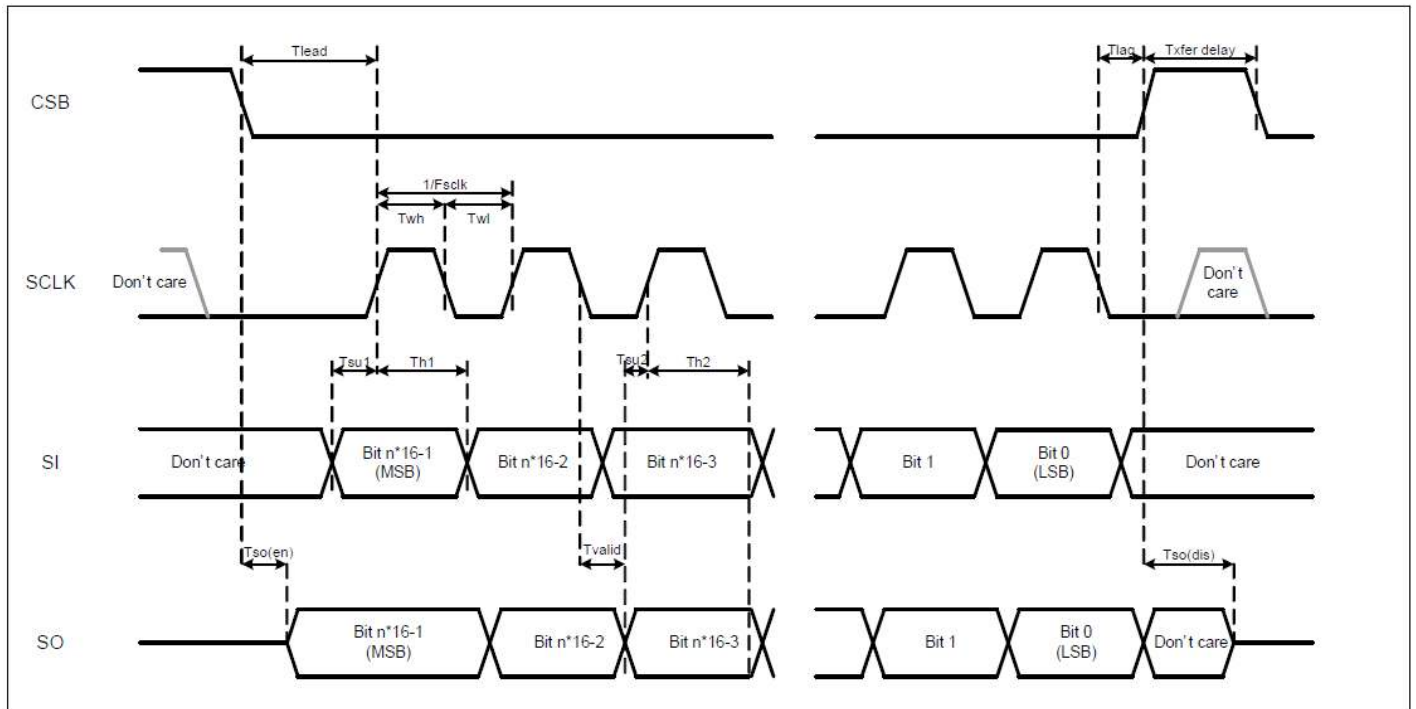 Tlead
Tlag
Txfer delay
CSB
1/Fsclk
Twh
Twl
SCLK
Don't care
Don't
care
Tsu1
Th1
Tsu2
Th2
SI
Don't care
Bit n*16-1
(MSB)
Bit n*16-2
Bit n*16-3
Bit 1
Bit 0
(LSB)
Don't care
Tso(en)
Tvalid
Tso(dis)
SO
Bit n*16-1
(MSB)
Bit n*16-2
Bit n*16-3
Bit 1
Bit 0
(LSB)
Don't care